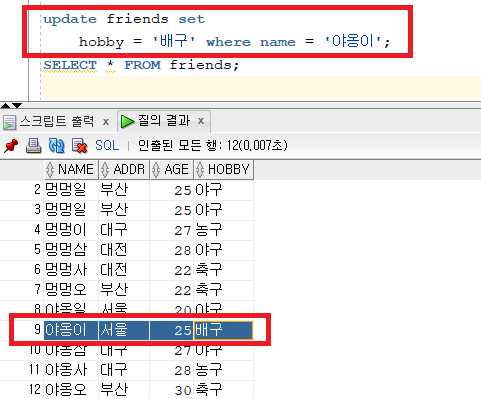 update friends set
hobby = '배구' where name = '야옹이';
SELECT * FROM friends;
스크립트 출력 x 질의 결과 x
SQL | 인출된 모든 행: 12(0,007초)
NAME ADDR AGE HOBBY
2 멍멍일 부산 25 야구
3 멍멍일 부산 25 야구
4 멍멍이 대구 27 농구
5 멍멍삼 대전 28 야구
6 멍멍사 대전 22 축구
7 멍멍오 부산 22 축구
8 야옹일 서울 20 야구
9 야옹이 서울 25 배구
10 야옹삼 대구 27 야구
11 야옹사 대구 28 농구
12 야옹오 부산 30 축구